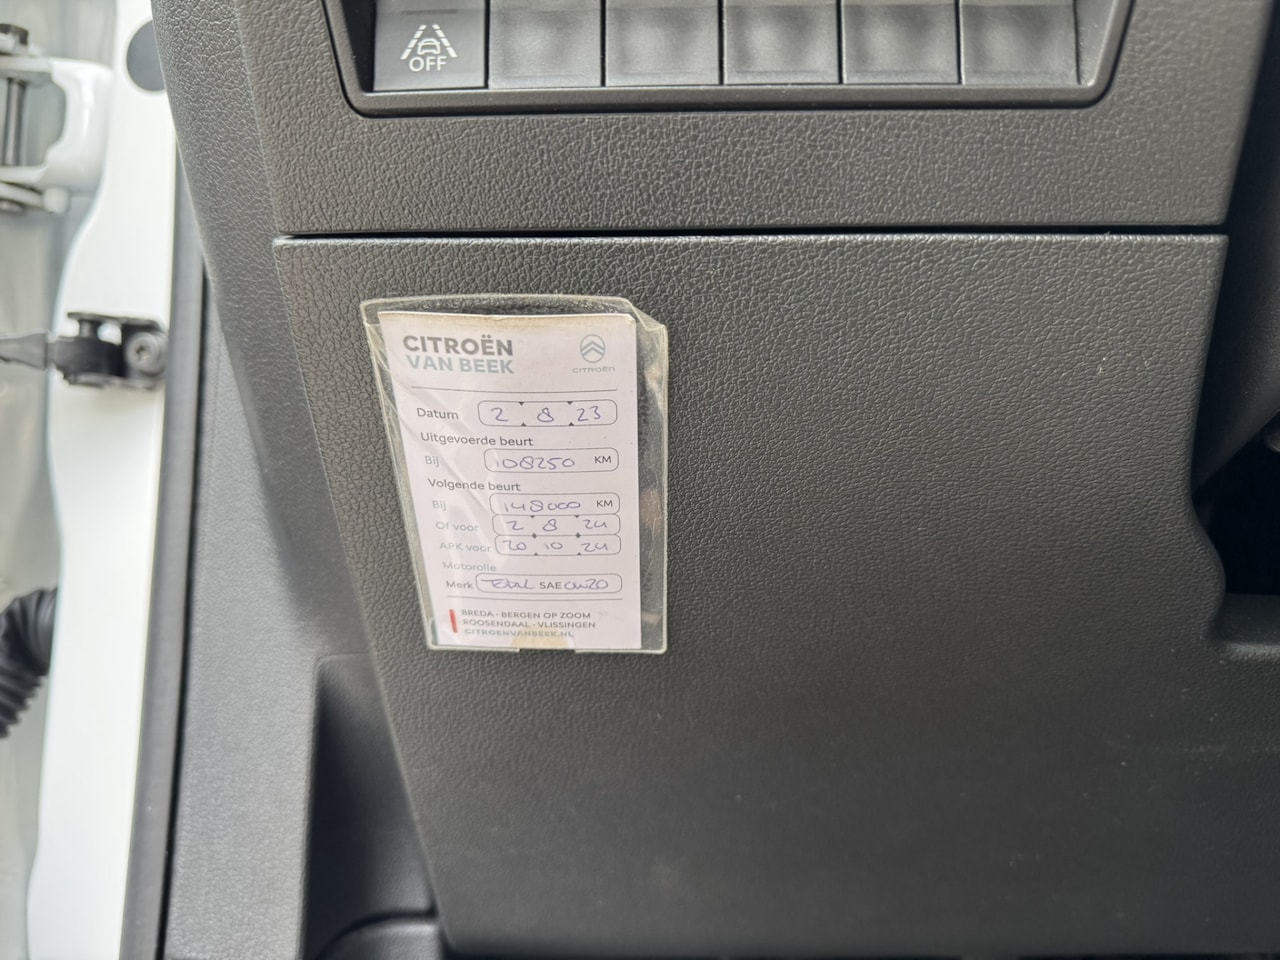 OFF
CITROËN
VAN BEEK
CITROËN
Datum 2 8 23
Uitgevoerde beurt
Bij 108250 KM
Volgende beurt
Bij 148000 KM
Of voor 2 8 24
APK voor 20 10 24
Motorolie
Merk Total SAE 0W20
BREDA - BERGEN OP ZOOM
ROOSENDAAL - VLISSINGEN
CITROENVANBEEK.NL